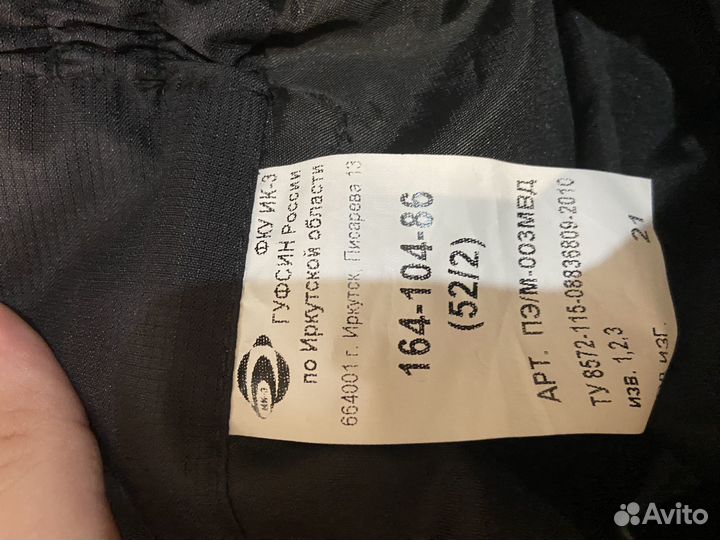 ФКУ ИК-3
ГУФСИН России
по Иркутской области
664001 г. Иркутск, Писарева 13
ИК-3
164-104-86
(52/2)
АРТ. ПЭ/М-003МВД
ТУ 8572-115-08836809-2010
изв. 1,2,3
изг. 21
Avito